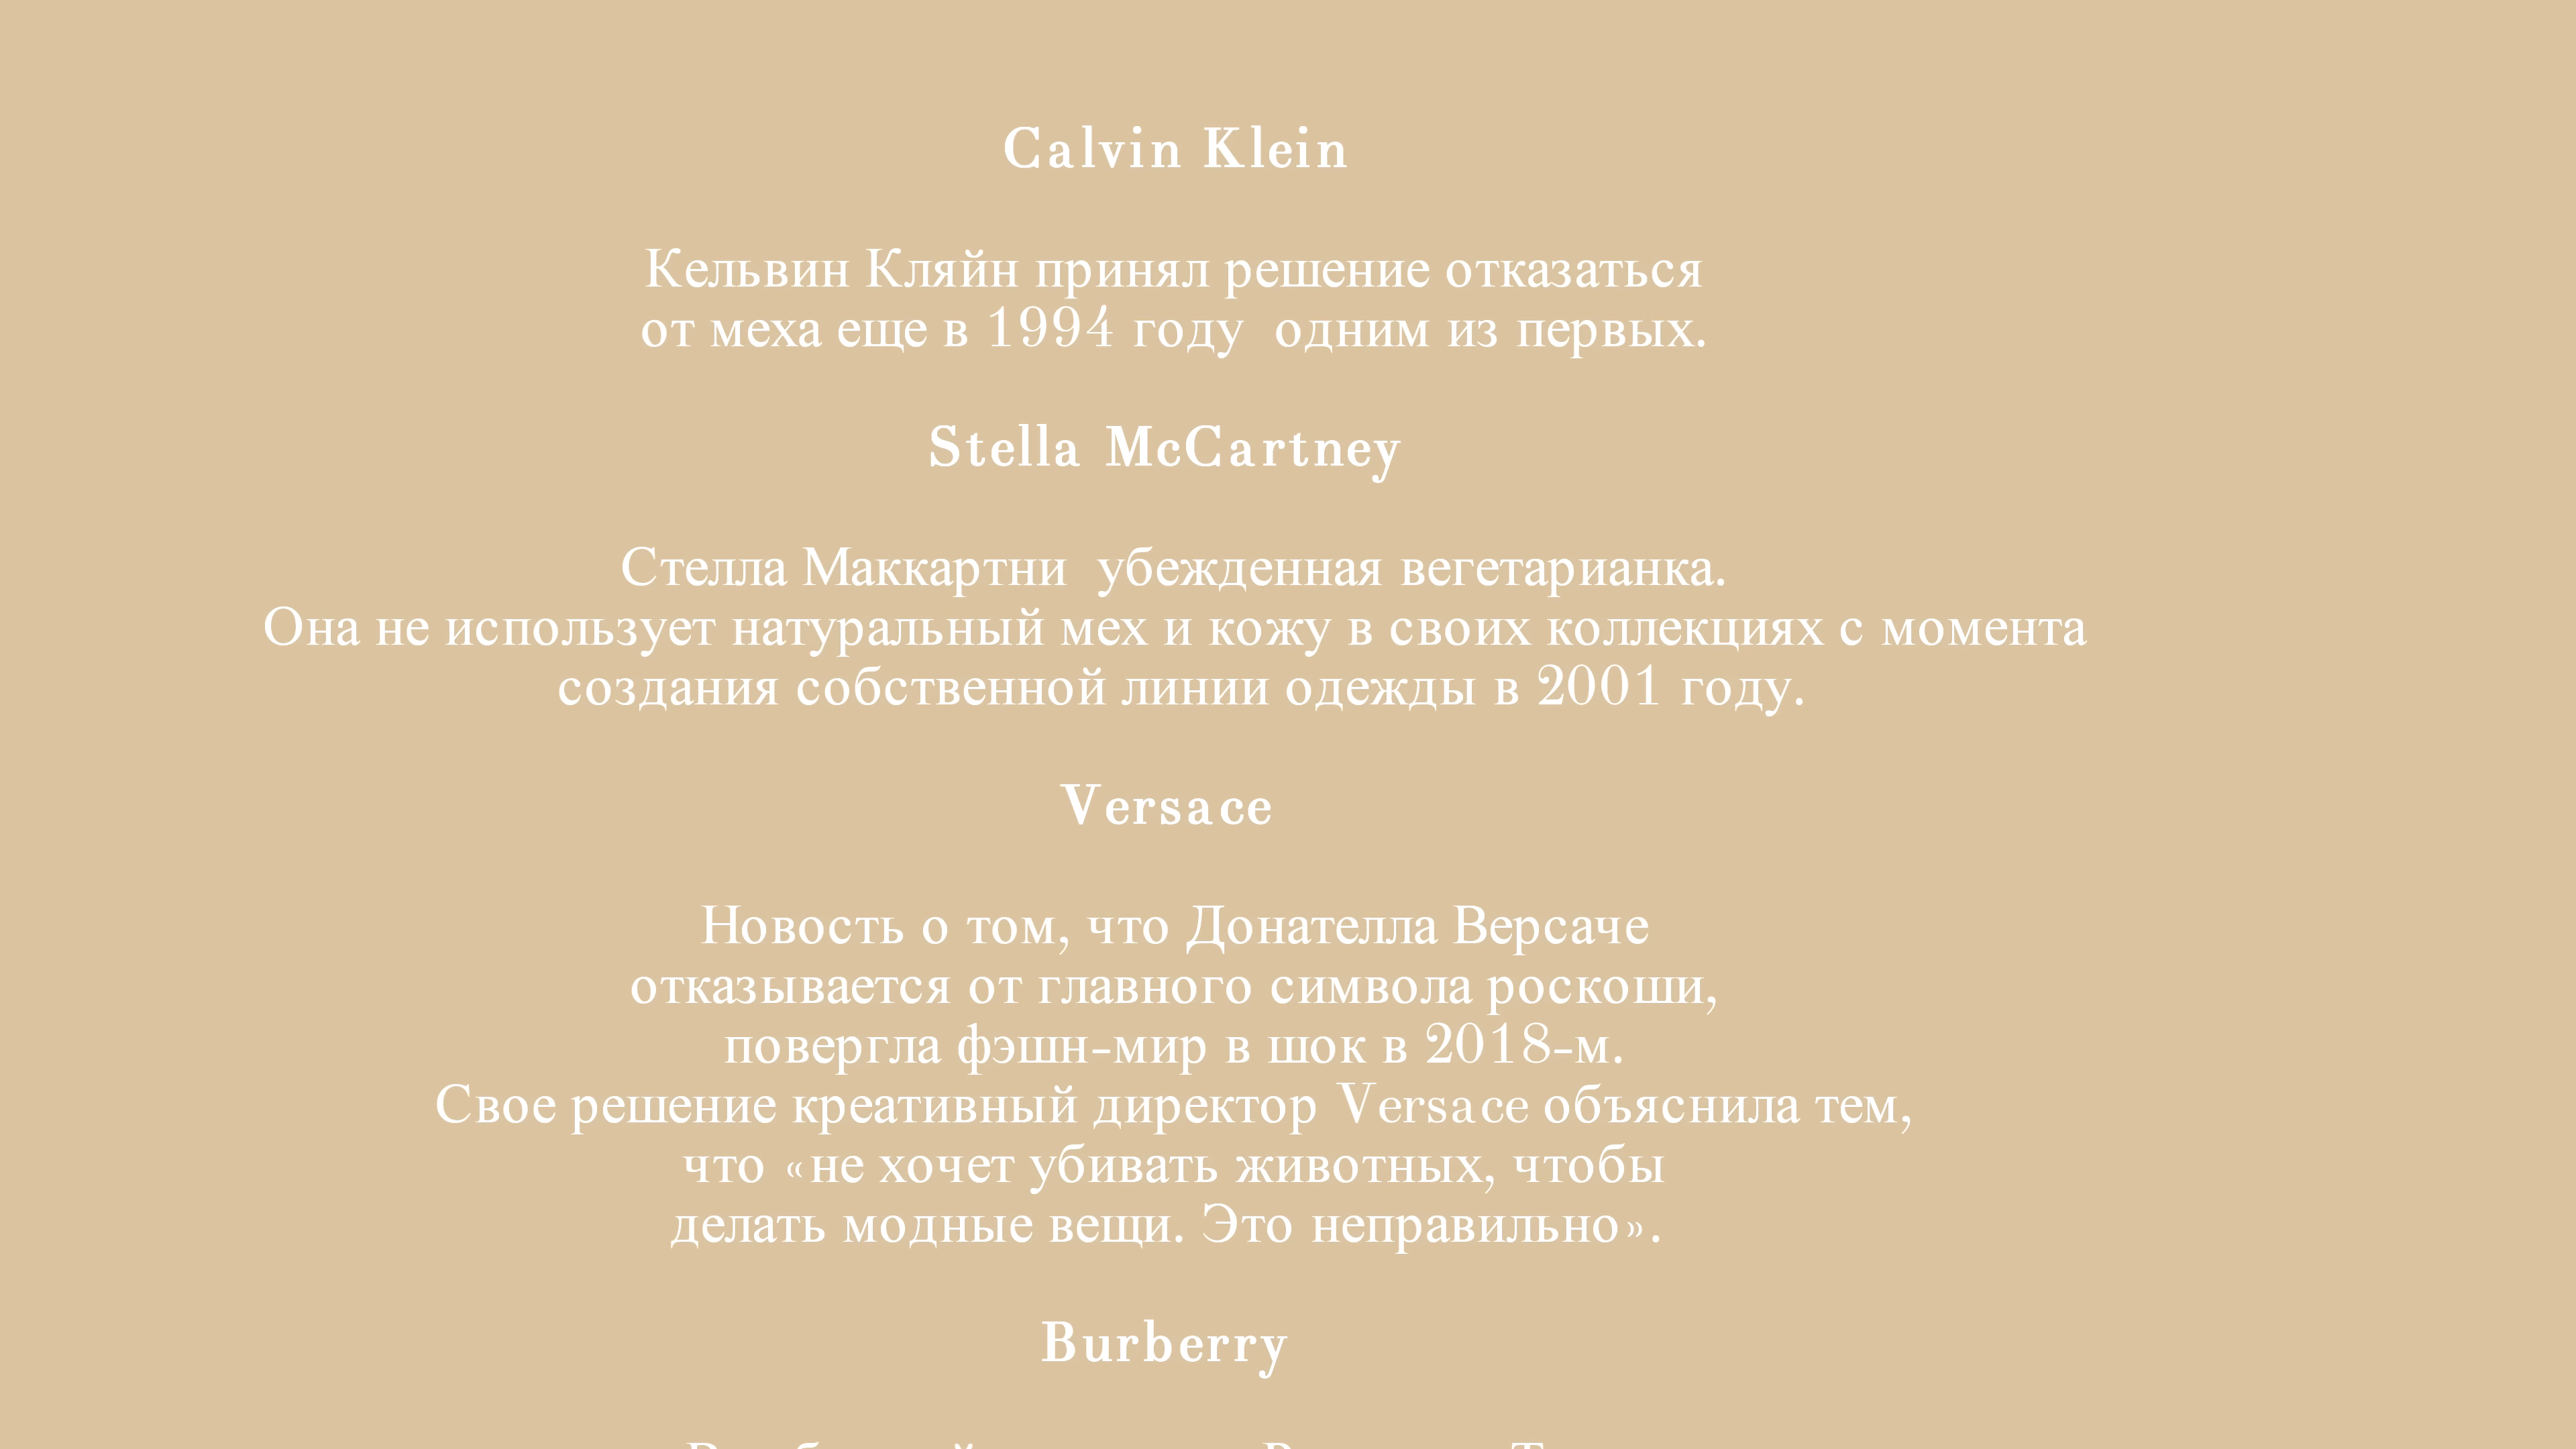 Calvin Klein
Кельвин Кляйн принял решение отказаться
от меха еще в 1994 году  одним из первых.
Stella McCartney
Стелла Маккартни  убежденная вегетарианка.
Она не использует натуральный мех и кожу в своих коллекциях с момента
создания собственной линии одежды в 2001 году.
Versace
Новость о том, что Донателла Версаче
отказывается от главного символа роскоши,
повергла фэшн-мир в шок в 2018-м.
Свое решение креативный директор Versace объяснила тем,
что «не хочет убивать животных, чтобы
делать модные вещи. Это неправильно».
Burberry